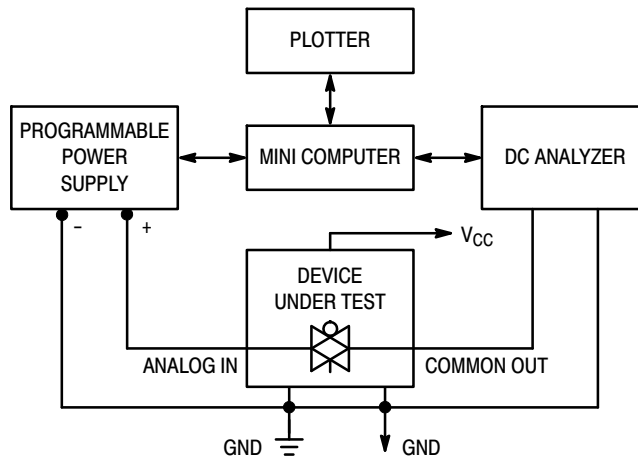 PLOTTER
PROGRAMMABLE
POWER
SUPPLY
MINI COMPUTER
DC ANALYZER
− +
VCC
DEVICE
UNDER TEST
ANALOG IN
COMMON OUT
GND
GND